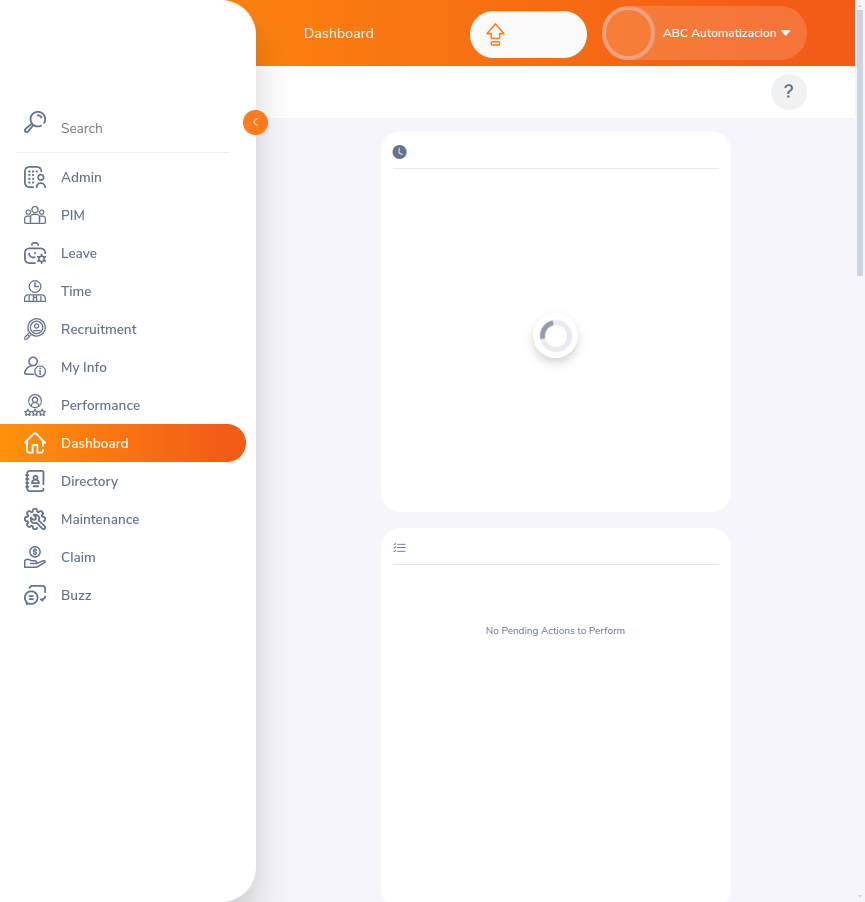 Dashboard
ABC Automatizacion
?
Search
Admin
PIM
Leave
Time
Recruitment
My Info
Performance
Dashboard
Directory
Maintenance
Claim
Buzz
No Pending Actions to Perform